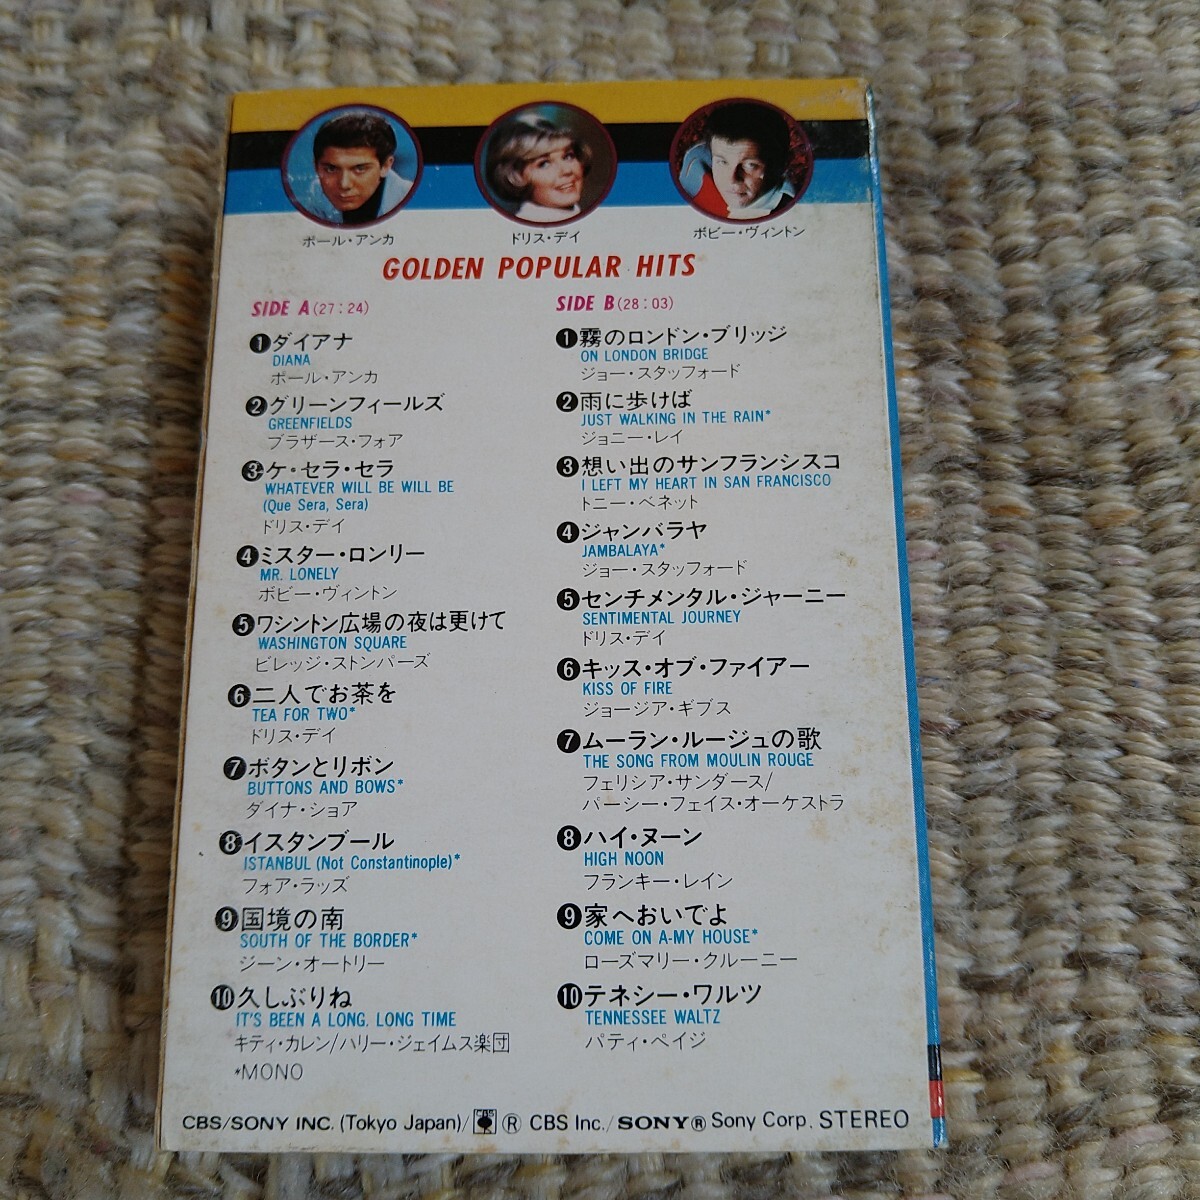 ポール・アンカ
ドリス・デイ
ボビー・ヴィントン
GOLDEN POPULAR HITS
SIDE A (27:24)
❶ダイアナ
DIANA
ポール・アンカ
❷グリーンフィールズ
GREENFIELDS
ブラザース・フォア
❸ケ・セラ・セラ
WHATEVER WILL BE WILL BE
(Que Sera, Sera)
ドリス・デイ
❹ミスター・ロンリー
MR. LONELY
ボビー・ヴィントン
❺ワシントン広場の夜は更けて
WASHINGTON SQUARE
ビレッジ・ストンパーズ
❻二人でお茶を
TEA FOR TWO*
ドリス・デイ
❼ボタンとリボン
BUTTONS AND BOWS*
ダイナ・ショア
❽イスタンブール
ISTANBUL (Not Constantinople)*
フォア・ラッズ
❾国境の南
SOUTH OF THE BORDER*
ジーン・オートリー
❿久しぶりね
IT'S BEEN A LONG, LONG TIME
キティ・カレン/ハリー・ジェイムス楽団
*MONO
SIDE B (28:03)
❶霧のロンドン・ブリッジ
ON LONDON BRIDGE
ジョー・スタッフォード
❷雨に歩けば
JUST WALKING IN THE RAIN*
ジョニー・レイ
❸想い出のサンフランシスコ
I LEFT MY HEART IN SAN FRANCISCO
トニー・ベネット
❹ジャンバラヤ
JAMBALAYA*
ジョー・スタッフォード
❺センチメンタル・ジャーニー
SENTIMENTAL JOURNEY
ドリス・デイ
❻キッス・オブ・ファイアー
KISS OF FIRE
ジョージア・ギブス
❼ムーラン・ルージュの歌
THE SONG FROM MOULIN ROUGE
フェリシア・サンダース/
パーシー・フェイス・オーケストラ
❽ハイ・ヌーン
HIGH NOON
フランキー・レイン
❾家へおいでよ
COME ON A-MY HOUSE*
ローズマリー・クルーニー
❿テネシー・ワルツ
TENNESSEE WALTZ
パティ・ペイジ
CBS/SONY INC. (Tokyo Japan)/CBS Ⓡ CBS Inc./SONY® Sony Corp. STEREO